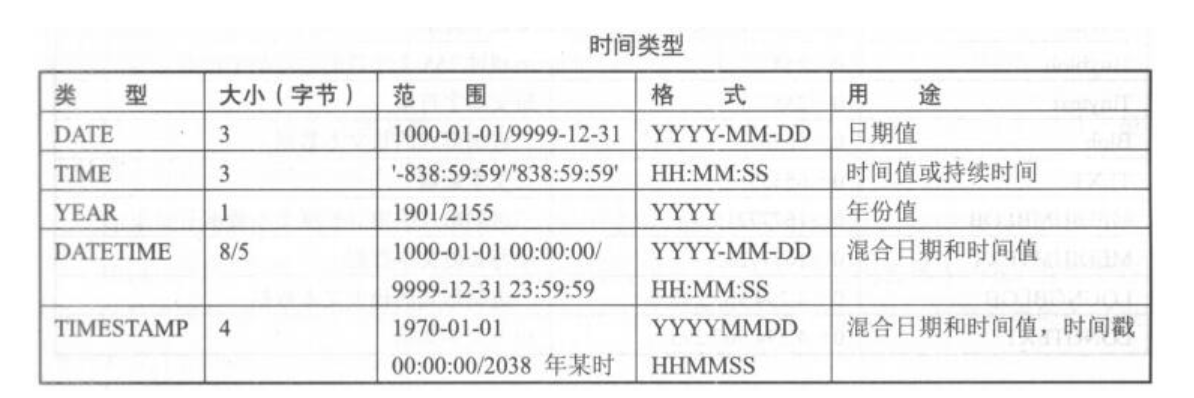 时间类型
类 型 大小（字节） 范 围 格 式 用 途
DATE 3 1000-01-01/9999-12-31 YYYY-MM-DD 日期值
TIME 3 '-838:59:59'/'838:59:59' HH:MM:SS 时间值或持续时间
YEAR 1 1901/2155 YYYY 年份值
DATETIME 8/5 1000-01-01 00:00:00/ YYYY-MM-DD 混合日期和时间值
9999-12-31 23:59:59 HH:MM:SS
TIMESTAMP 4 1970-01-01 YYYYMMDD 混合日期和时间值，时间戳
00:00:00/2038 年某时 HHMMSS